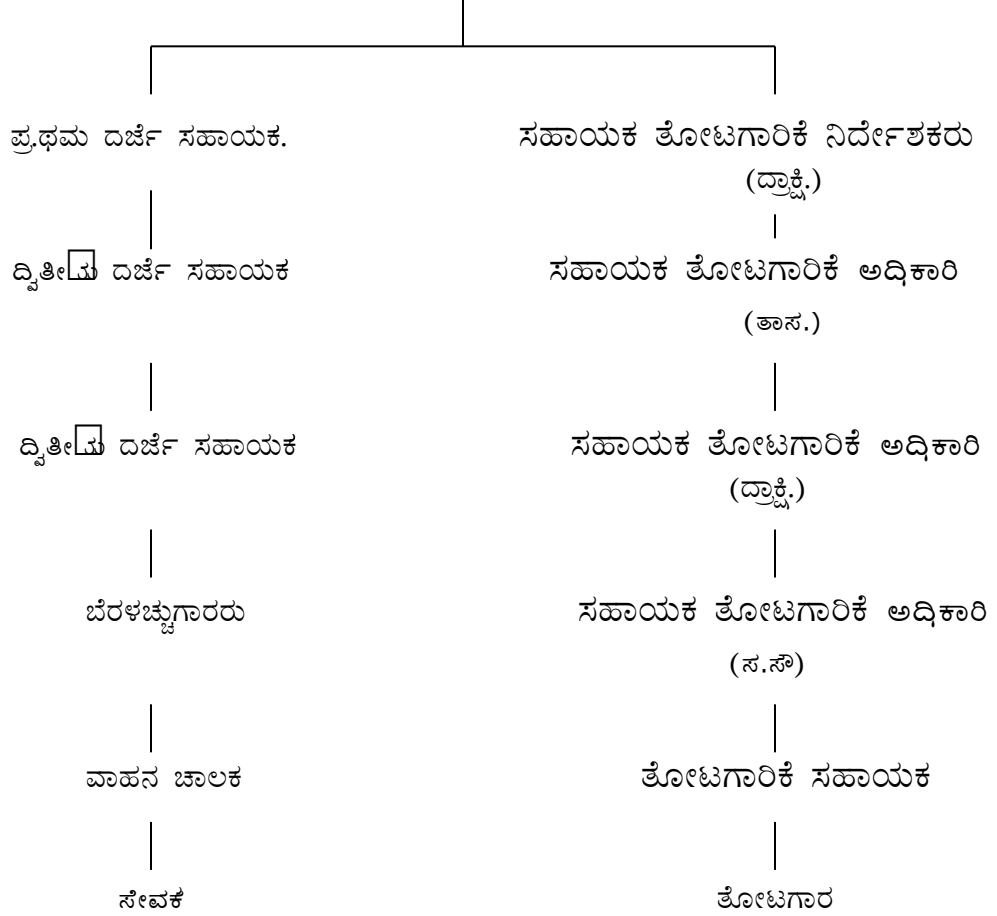 ಪ್ರ.ಥಮ ದರ್ಜೆ ಸಹಾಯಕ.
ಸಹಾಯಕ ತೋಟಗಾರಿಕೆ ನಿರ್ದೇಶಕರು
(ದ್ರಾಕ್ಷಿ.)
ದ್ವಿತೀಯ ದರ್ಜೆ ಸಹಾಯಕ
ಸಹಾಯಕ ತೋಟಗಾರಿಕೆ ಅಧಿಕಾರಿ
(ತಾಸ.)
ದ್ವಿತೀಯ ದರ್ಜೆ ಸಹಾಯಕ
ಸಹಾಯಕ ತೋಟಗಾರಿಕೆ ಅಧಿಕಾರಿ
(ದ್ರಾಕ್ಷಿ.)
ಬೆರಳಚ್ಚುಗಾರರು
ಸಹಾಯಕ ತೋಟಗಾರಿಕೆ ಅಧಿಕಾರಿ
(ಸ.ಸೌ)
ವಾಹನ ಚಾಲಕ
ತೋಟಗಾರಿಕೆ ಸಹಾಯಕ
ಸೇವಕ
ತೋಟಗಾರ